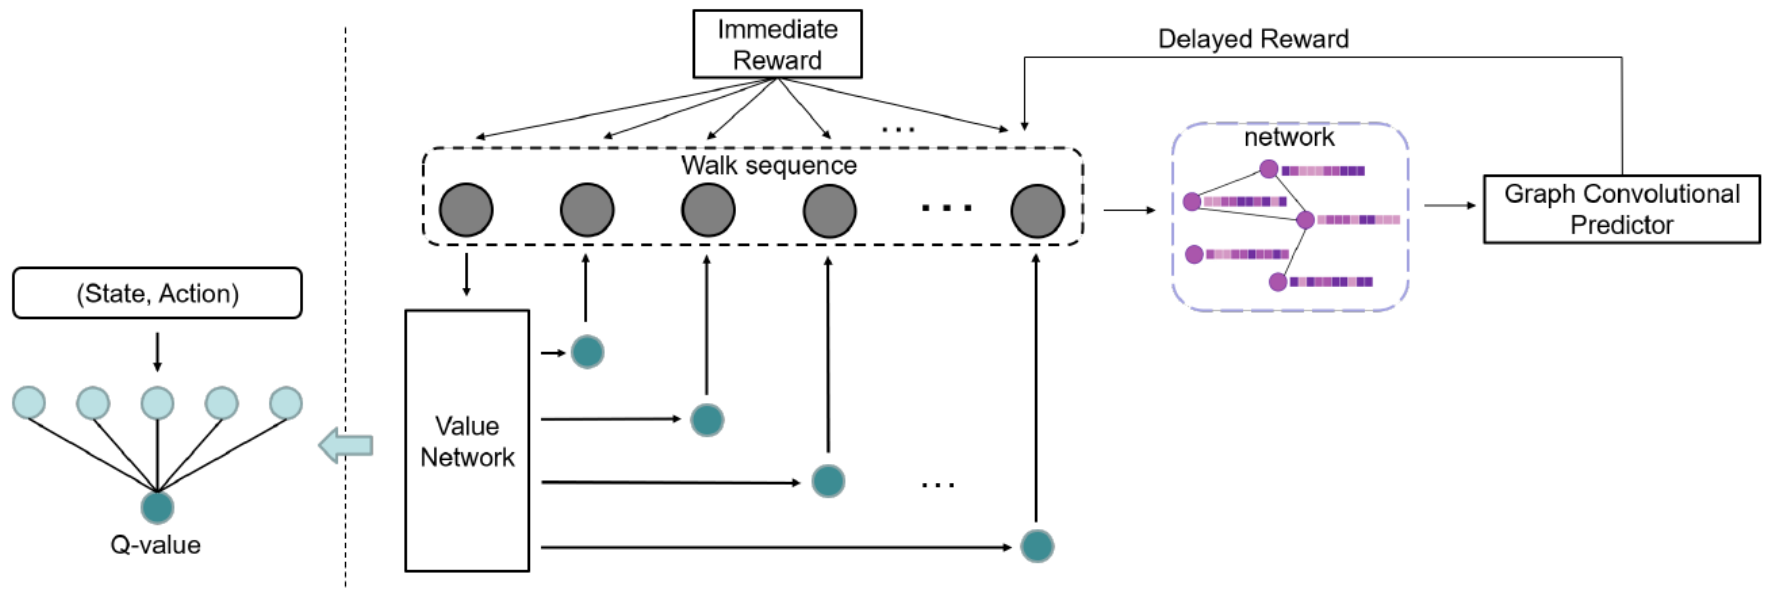 Immediate
Reward
Delayed Reward
...
network
Walk sequence
...
Graph Convolutional
Predictor
(State, Action)
Value
Network
...
Q-value